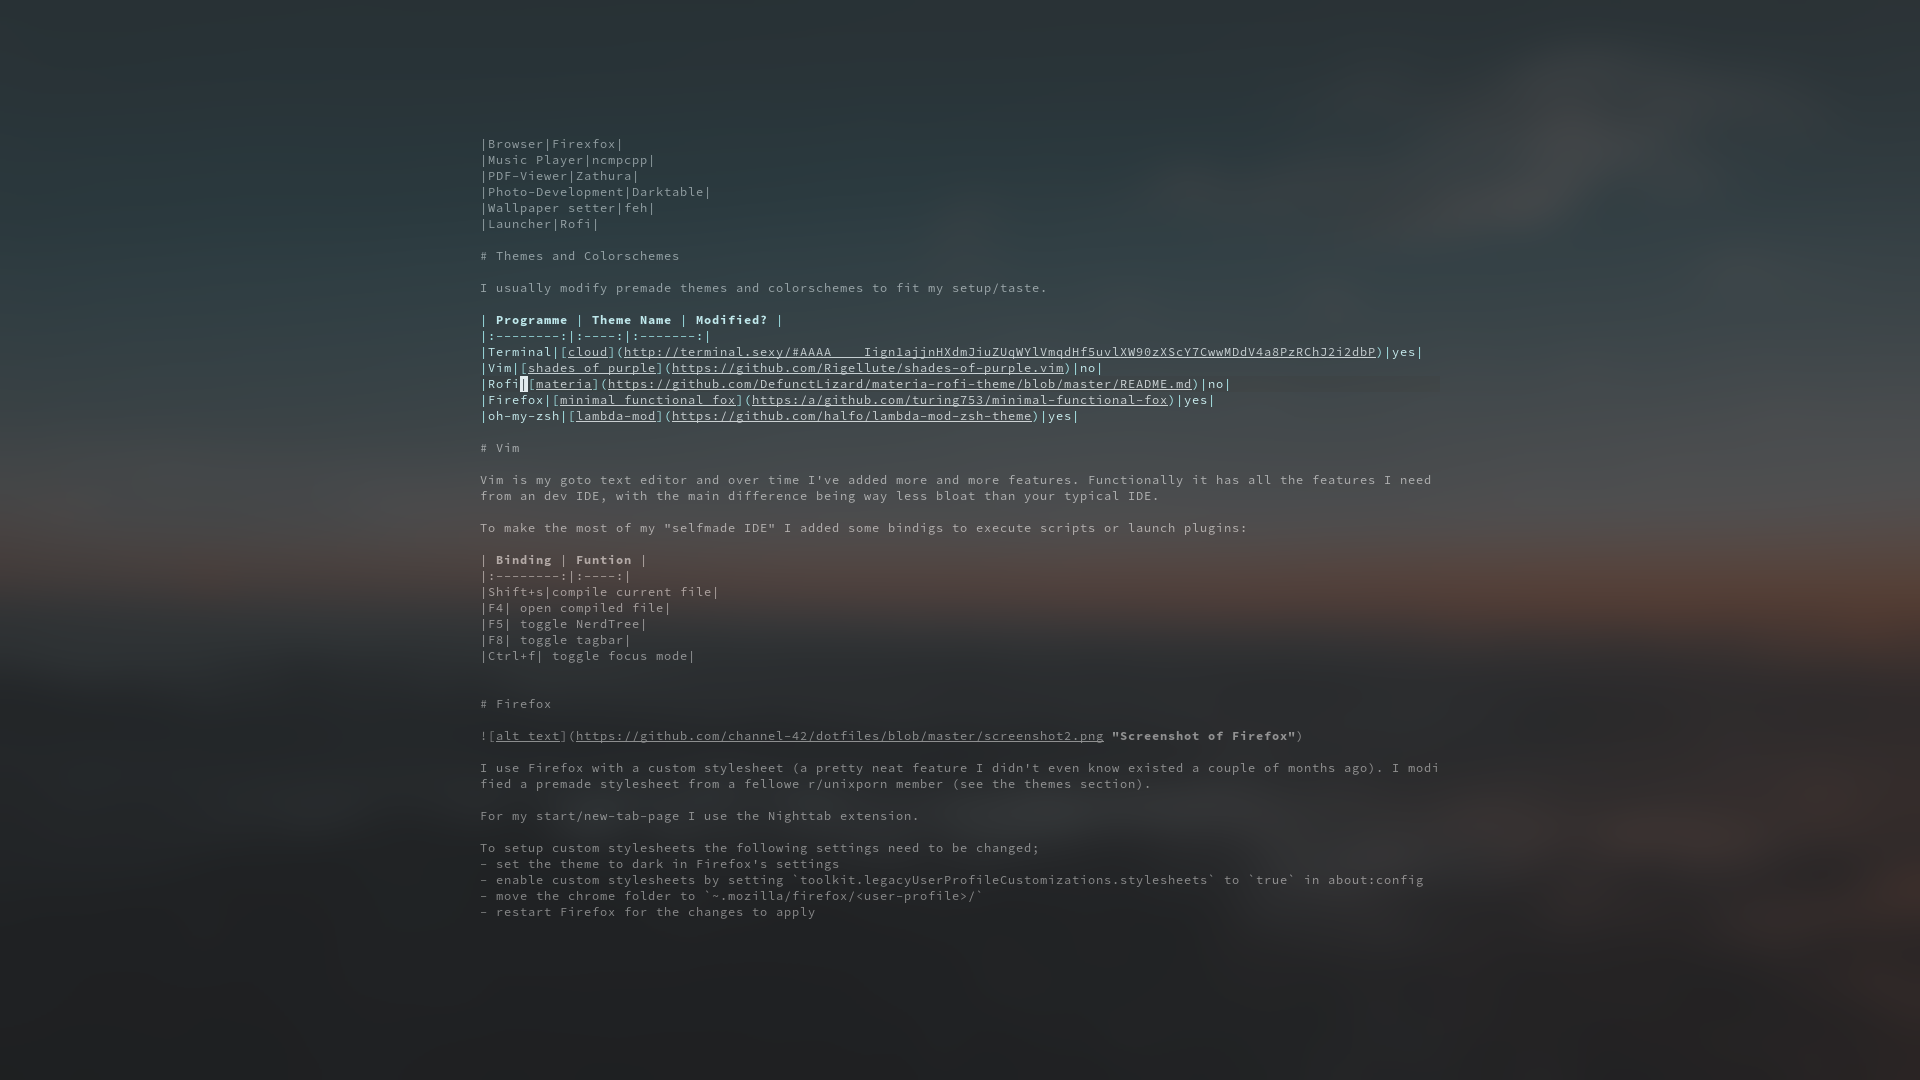 |Browser|Firexfox|
|Music Player|ncmpcpp|
|PDF-Viewer|Zathura|
|Photo-Development|Darktable|
|Wallpaper setter|feh|
|Launcher|Rofi|
# Themes and Colorschemes
I usually modify premade themes and colorschemes to fit my setup/taste.
| Programme | Theme Name | Modified? |
|:--------:|:----:|:-------:|
|Terminal|[cloud](http://terminal.sexy/#AAAA____Iign1ajjnHXdmJiuZUqWYlVmqdHf5uvlXW90zXScY7CwwMDdV4a8PzRChJ2i2dbP)|yes|
|Vim|[shades of purple](https://github.com/Rigellute/shades-of-purple.vim)|no|
|Rofi|[materia](https://github.com/DefunctLizard/materia-rofi-theme/blob/master/README.md)|no|
|Firefox|[minimal functional fox](https:/a/github.com/turing753/minimal-functional-fox)|yes|
|oh-my-zsh|[lambda-mod](https://github.com/halfo/lambda-mod-zsh-theme)|yes|
# Vim
Vim is my goto text editor and over time I've added more and more features. Functionally it has all the features I need
from an dev IDE, with the main difference being way less bloat than your typical IDE.
To make the most of my "selfmade IDE" I added some bindigs to execute scripts or launch plugins:
| Binding | Funtion |
|:--------:|:----:|
|Shift+s|compile current file|
|F4| open compiled file|
|F5| toggle NerdTree|
|F8| toggle tagbar|
|Ctrl+f| toggle focus mode|
# Firefox
![alt text](https://github.com/channel-42/dotfiles/blob/master/screenshot2.png "Screenshot of Firefox")
I use Firefox with a custom stylesheet (a pretty neat feature I didn't even know existed a couple of months ago). I modi
fied a premade stylesheet from a fellowe r/unixporn member (see the themes section).
For my start/new-tab-page I use the Nighttab extension.
To setup custom stylesheets the following settings need to be changed;
- set the theme to dark in Firefox's settings
- enable custom stylesheets by setting `toolkit.legacyUserProfileCustomizations.stylesheets` to `true` in about:config
- move the chrome folder to `~.mozilla/firefox/<user-profile>/`
- restart Firefox for the changes to apply